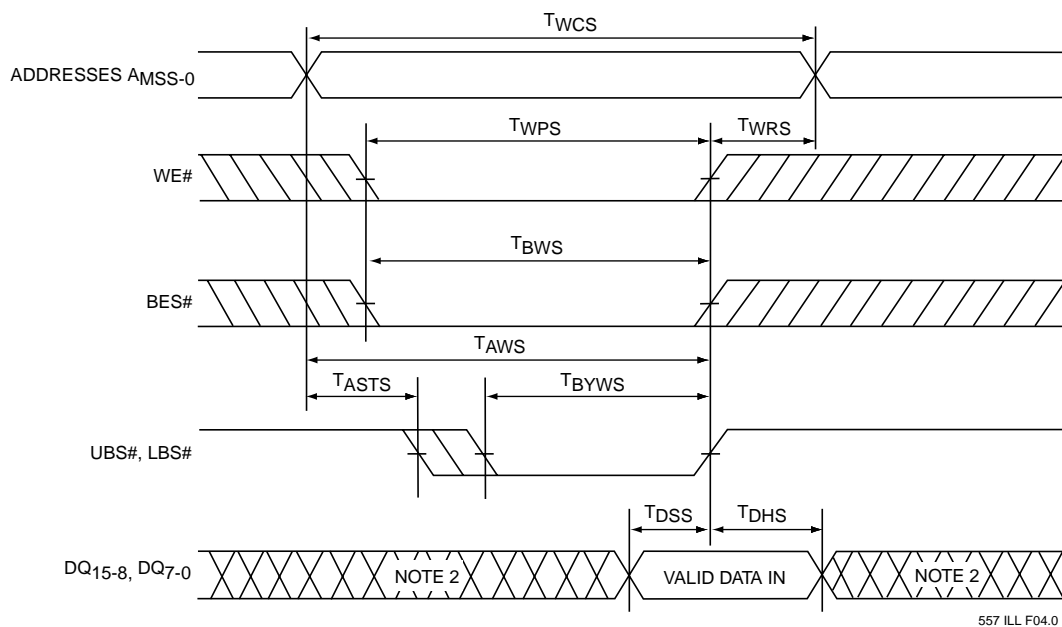 TWCS
ADDRESSES AMSS-0
TWPS
TWRS
WE#
TBWS
BES#
TAWS
TASTS
TBYWS
UBS#, LBS#
TDSS
TDHS
DQ15-8, DQ7-0
NOTE 2
VALID DATA IN
NOTE 2
557 ILL F04.0